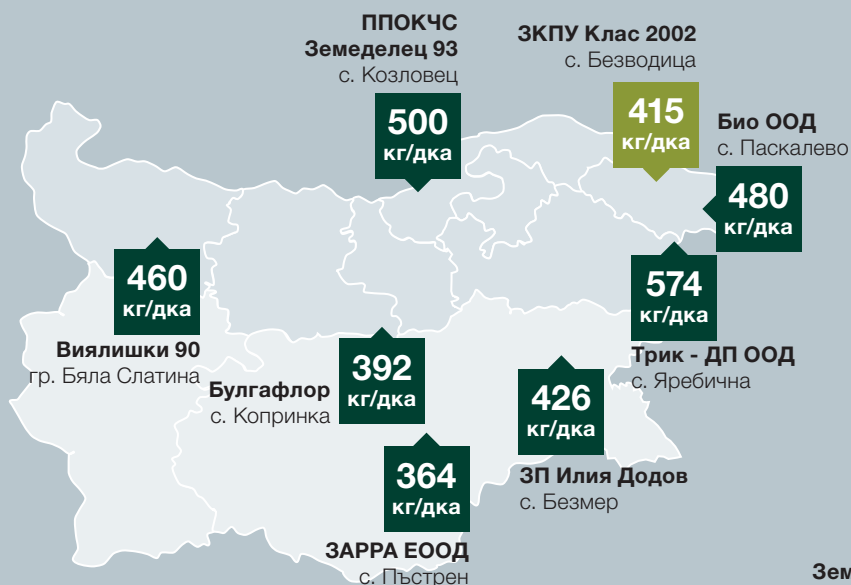 ППОКЧС
Земеделец 93
с. Козловец
500
кг/дка
ЗКПУ Клас 2002
с. Безводица
415
кг/дка
Био ООД
с. Паскалево
480
кг/дка
460
кг/дка
Виялишки 90
гр. Бяла Слатина
574
кг/дка
Трик - ДП ООД
с. Яребична
Булгафлор
с. Копринка
392
кг/дка
426
кг/дка
ЗП Илия Додов
с. Безмер
364
кг/дка
ЗАРРА ЕООД
с. Пъстрен
Зем